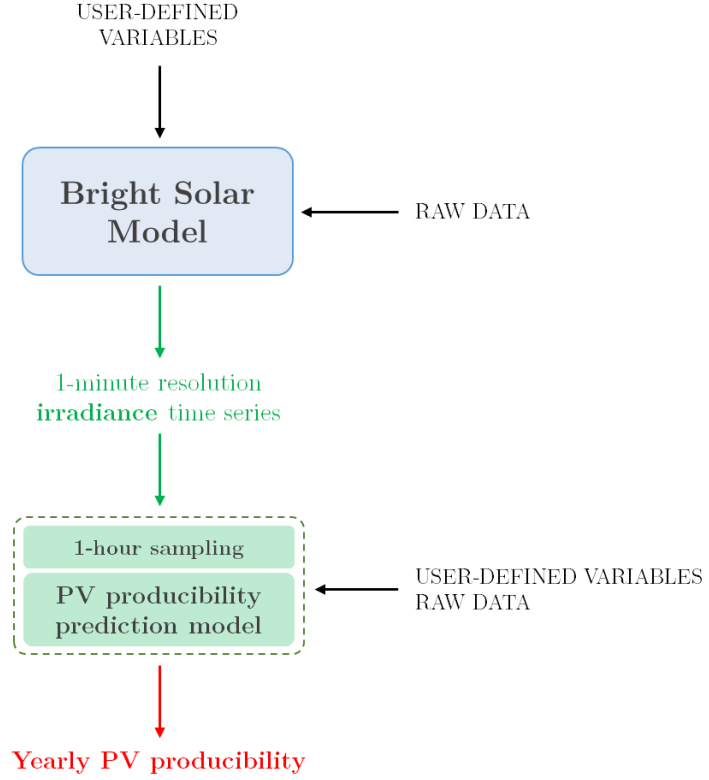 USER-DEFINED
VARIABLES
Bright Solar
Model
RAW DATA
1-minute resolution
irradiance time series
1-hour sampling
PV producibility
prediction model
USER-DEFINED VARIABLES
RAW DATA
Yearly PV producibility